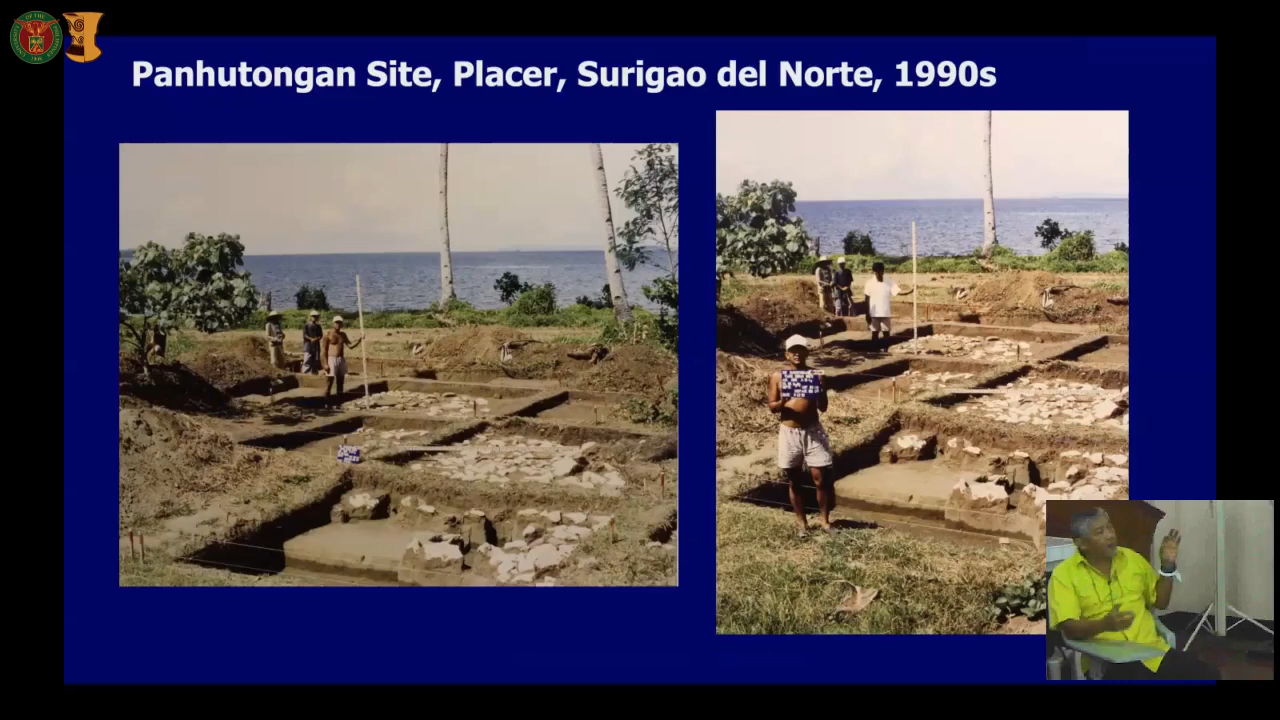 Panhutongan Site, Placer, Surigao del Norte, 1990s